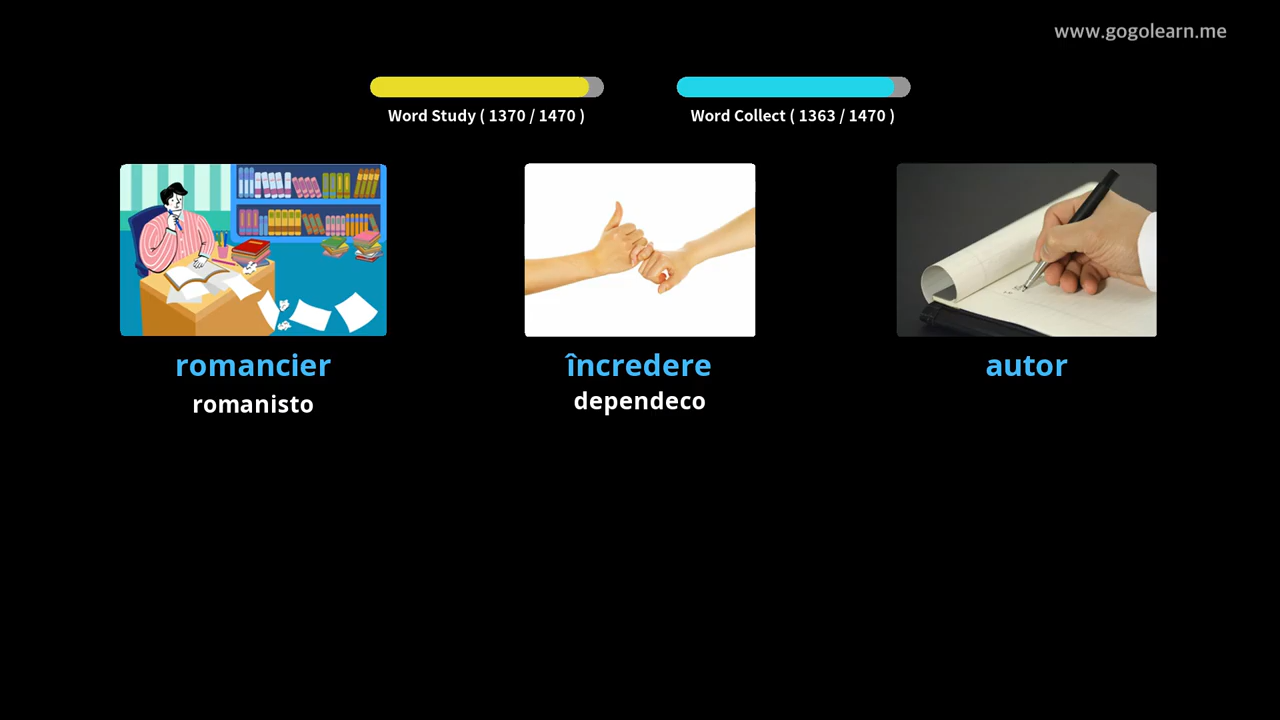 www.gogolearn.me
Word Study ( 1370 / 1470 )
Word Collect ( 1363 / 1470 )
romancier
romanisto
încredere
dependeco
autor